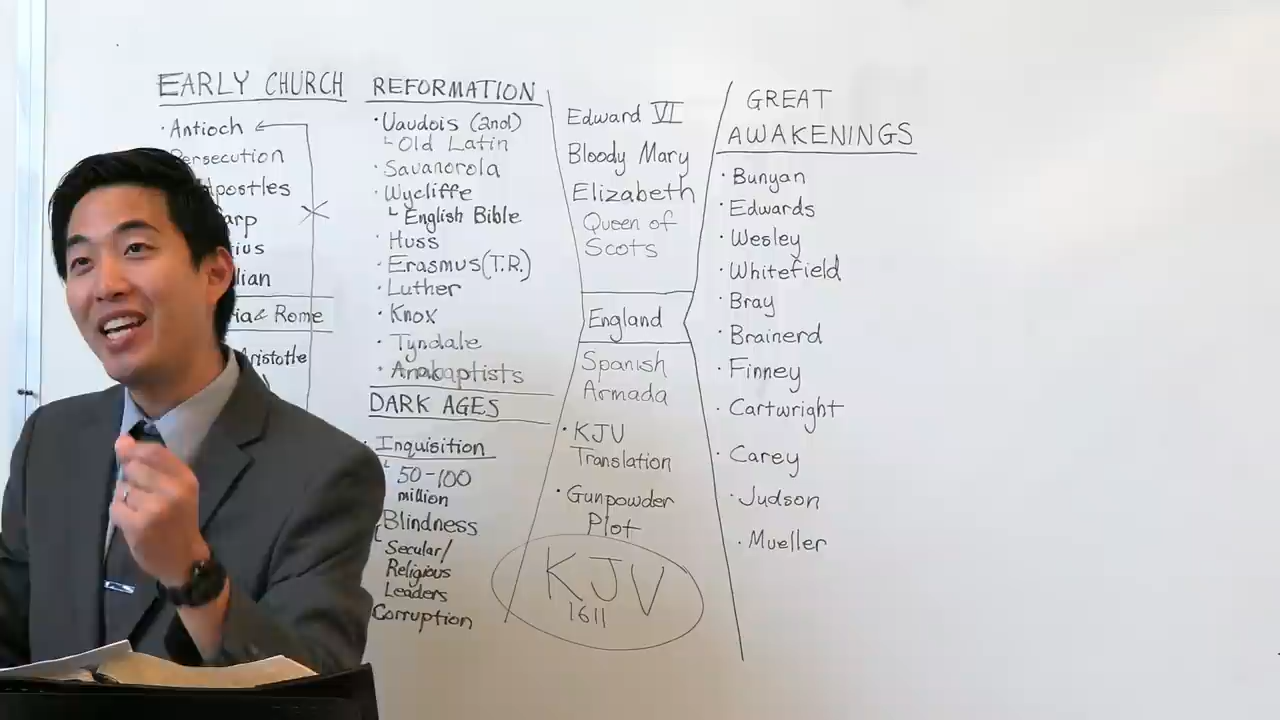 EARLY CHURCH
· Antioch
Persecution
Apostles
arp
ius
lian
ia & Rome
Aristotle
REFORMATION
· Vaudois (2nd)
└ Old Latin
· Savanorola
· Wycliffe
└ English Bible
· Huss
· Erasmus (T.R.)
· Luther
· Knox
· Tyndale
· Anabaptists
DARK AGES
· Inquisition
└ 50-100
million
Blindness
└ Secular/
Religious
Leaders
Corruption
Edward VI
Bloody Mary
Elizabeth
Queen of
Scots
England
Spanish
Armada
· KJV
Translation
· Gunpowder
Plot
KJV
1611
GREAT
AWAKENINGS
· Bunyan
· Edwards
· Wesley
· Whitefield
· Bray
· Brainerd
· Finney
· Cartwright
· Carey
· Judson
· Mueller